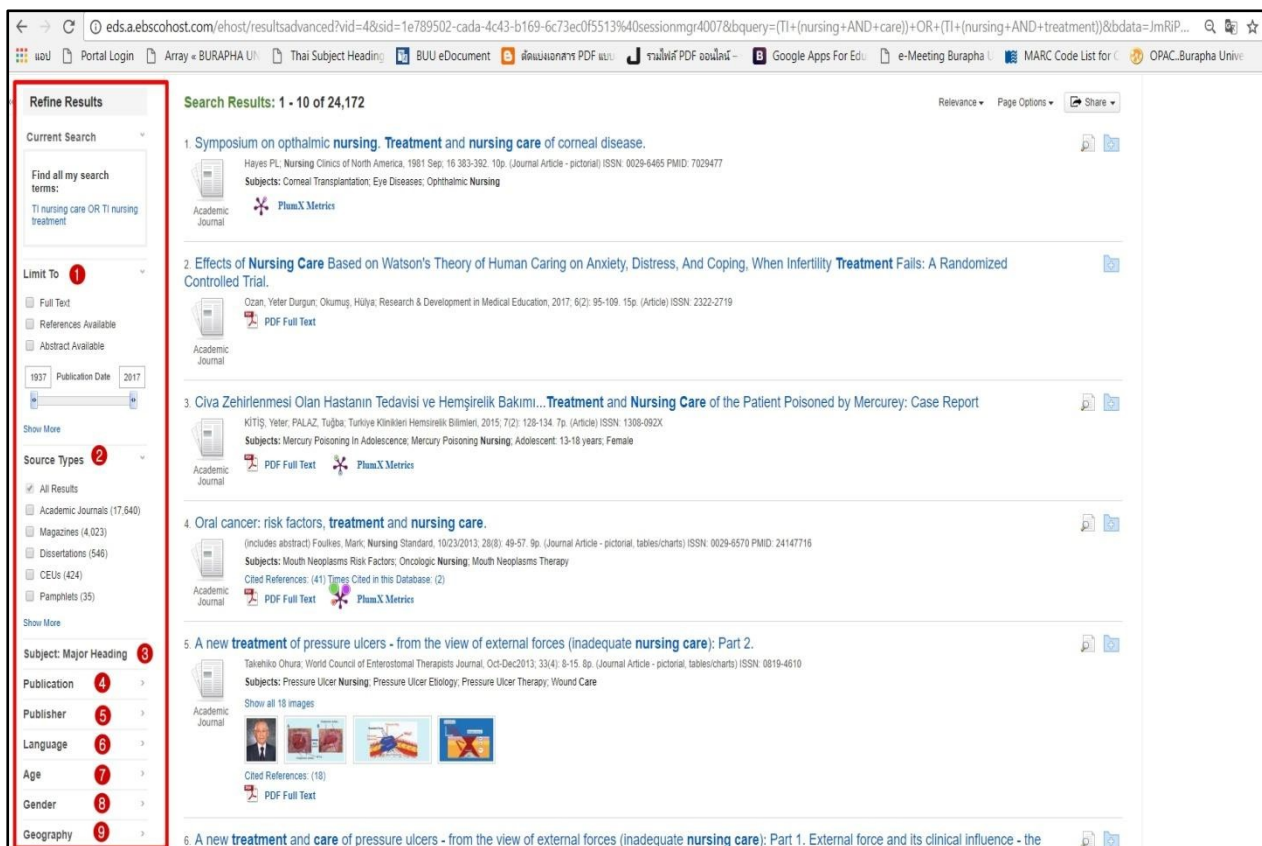 eds.a.ebscohost.com/ehost/resultsadvanced?vid=4&sid=1e789502-cada-4c43-b169-6c73ec0f5513%40sessionmgr4007&bquery=(TI+(nursing+AND+care))+OR+(TI+(nursing+AND+treatment))&bdata=JmRiP...
แอป Portal Login Array « BURAPHA UN Thai Subject Heading BUU eDocument ตัดแบ่งเอกสาร PDF แบบ รวมไฟล์ PDF ออนไลน์ – Google Apps For Edu e-Meeting Burapha U MARC Code List for C OPAC..Burapha Unive
Refine Results
Current Search
Find all my search
terms:
TI nursing care OR TI nursing
treatment
Limit To 1
Full Text
References Available
Abstract Available
1937 Publication Date 2017
Show More
Source Types 2
All Results
Academic Journals (17,640)
Magazines (4,023)
Dissertations (546)
CEUs (424)
Pamphlets (35)
Show More
Subject: Major Heading 3
Publication 4
Publisher 5
Language 6
Age 7
Gender 8
Geography 9
Search Results: 1 - 10 of 24,172
Relevance Page Options Share
1. Symposium on opthalmic nursing. Treatment and nursing care of corneal disease.
Hayes PL; Nursing Clinics of North America, 1981 Sep; 16 383-392. 10p. (Journal Article - pictorial) ISSN: 0029-6465 PMID: 7029477
Subjects: Corneal Transplantation; Eye Diseases; Ophthalmic Nursing
Academic
Journal
PlumX Metrics
2. Effects of Nursing Care Based on Watson's Theory of Human Caring on Anxiety, Distress, And Coping, When Infertility Treatment Fails: A Randomized
Controlled Trial.
Ozan, Yeter Durgun; Okumuş, Hülya; Research & Development in Medical Education, 2017; 6(2): 95-109. 15p. (Article) ISSN: 2322-2719
PDF Full Text
Academic
Journal
3. Civa Zehirlenmesi Olan Hastanın Tedavisi ve Hemşirelik Bakımı...Treatment and Nursing Care of the Patient Poisoned by Mercurey: Case Report
KİTİŞ, Yeter; PALAZ, Tuğba; Turkiye Klinikleri Hemsirelik Bilimleri, 2015; 7(2): 128-134. 7p. (Article) ISSN: 1308-092X
Subjects: Mercury Poisoning In Adolescence; Mercury Poisoning Nursing; Adolescent: 13-18 years; Female
Academic
Journal
PDF Full Text PlumX Metrics
4. Oral cancer: risk factors, treatment and nursing care.
(includes abstract) Foulkes, Mark; Nursing Standard, 10/23/2013; 28(8): 49-57. 9p. (Journal Article - pictorial, tables/charts) ISSN: 0029-6570 PMID: 24147716
Subjects: Mouth Neoplasms Risk Factors; Oncologic Nursing; Mouth Neoplasms Therapy
Cited References: (41) Times Cited in this Database: (2)
Academic
Journal
PDF Full Text PlumX Metrics
5. A new treatment of pressure ulcers - from the view of external forces (inadequate nursing care): Part 2.
Takehiko Ohura; World Council of Enterostomal Therapists Journal, Oct-Dec2013; 33(4): 8-15. 8p. (Journal Article - pictorial, tables/charts) ISSN: 0819-4610
Subjects: Pressure Ulcer Nursing; Pressure Ulcer Etiology; Pressure Ulcer Therapy; Wound Care
Show all 18 images
Academic
Journal
Cited References: (18)
PDF Full Text
6. A new treatment and care of pressure ulcers - from the view of external forces (inadequate nursing care): Part 1. External force and its clinical influence - the